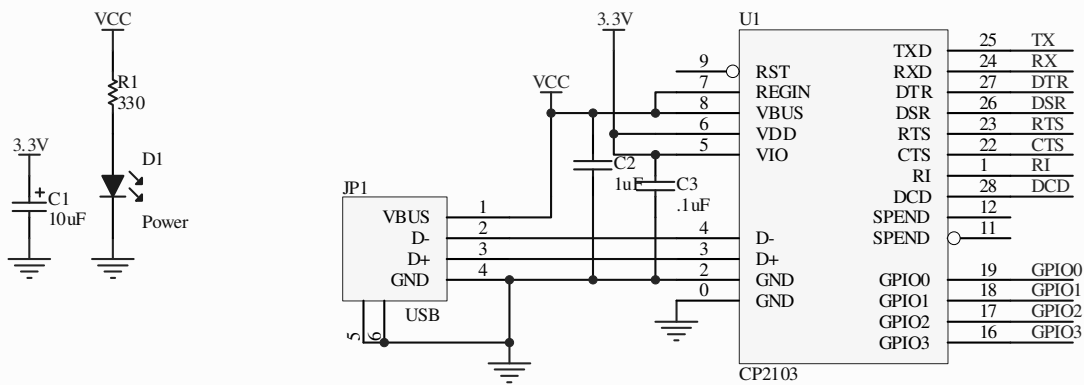 VCC
R1
330
3.3V
C1
10uF
D1
Power
JP1
VBUS 1
D- 2
D+ 3
GND 4
5
6
USB
VCC
3.3V
C2
1uF
C3
.1uF
U1
9 RST
7 REGIN
8 VBUS
6 VDD
5 VIO
4 D-
3 D+
2 GND
0 GND
TXD 25 TX
RXD 24 RX
DTR 27 DTR
DSR 26 DSR
RTS 23 RTS
CTS 22 CTS
RI 1 RI
DCD 28 DCD
SPEND 12
SPEND 11
GPIO0 19 GPIO0
GPIO1 18 GPIO1
GPIO2 17 GPIO2
GPIO3 16 GPIO3
CP2103